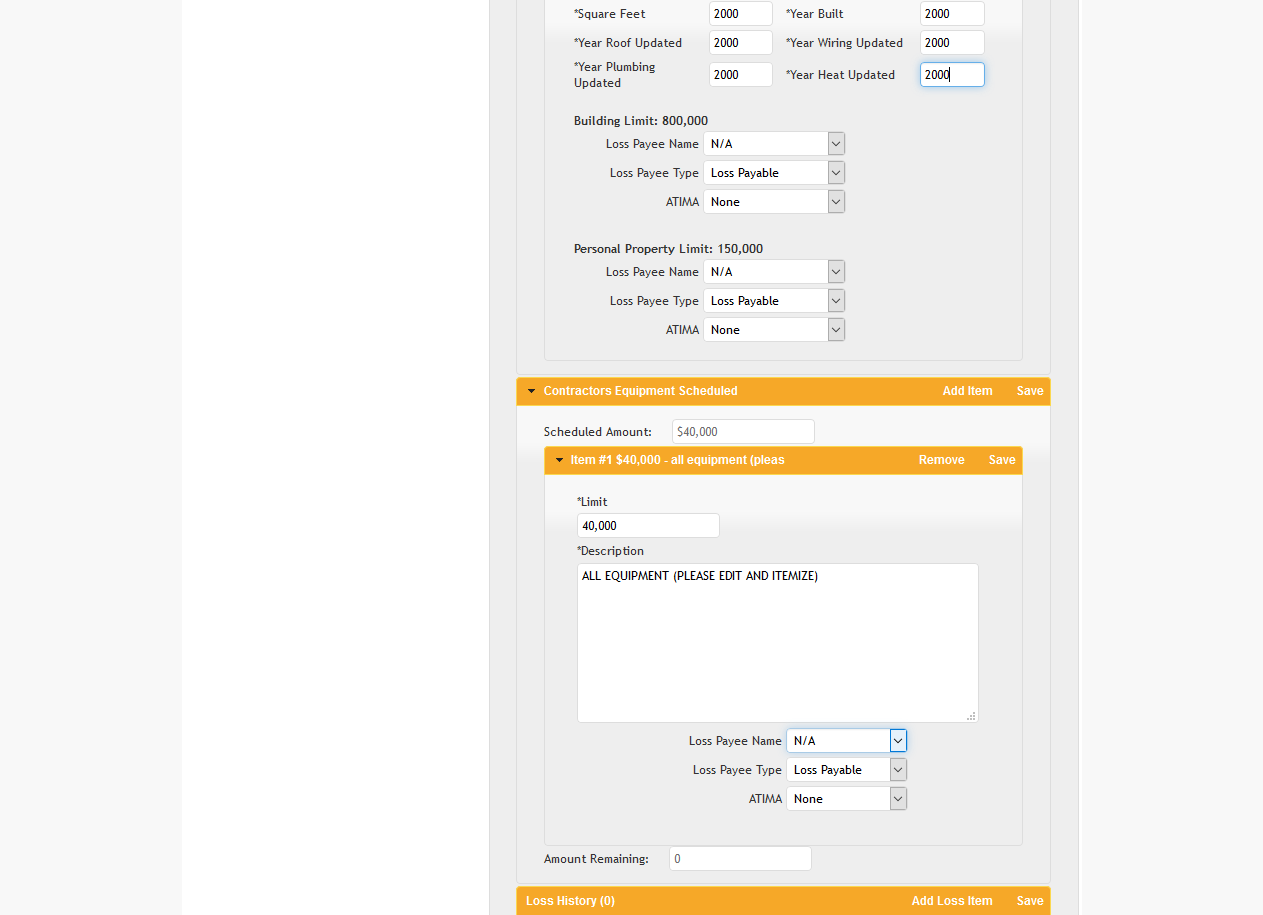 *Square Feet 2000 *Year Built 2000
*Year Roof Updated 2000 *Year Wiring Updated 2000
*Year Plumbing Updated 2000 *Year Heat Updated 2000
Building Limit: 800,000
Loss Payee Name N/A
Loss Payee Type Loss Payable
ATIMA None
Personal Property Limit: 150,000
Loss Payee Name N/A
Loss Payee Type Loss Payable
ATIMA None
Contractors Equipment Scheduled Add Item Save
Scheduled Amount: $40,000
Item #1 $40,000 - all equipment (pleas Remove Save
*Limit
40,000
*Description
ALL EQUIPMENT (PLEASE EDIT AND ITEMIZE)
Loss Payee Name N/A
Loss Payee Type Loss Payable
ATIMA None
Amount Remaining: 0
Loss History (0) Add Loss Item Save